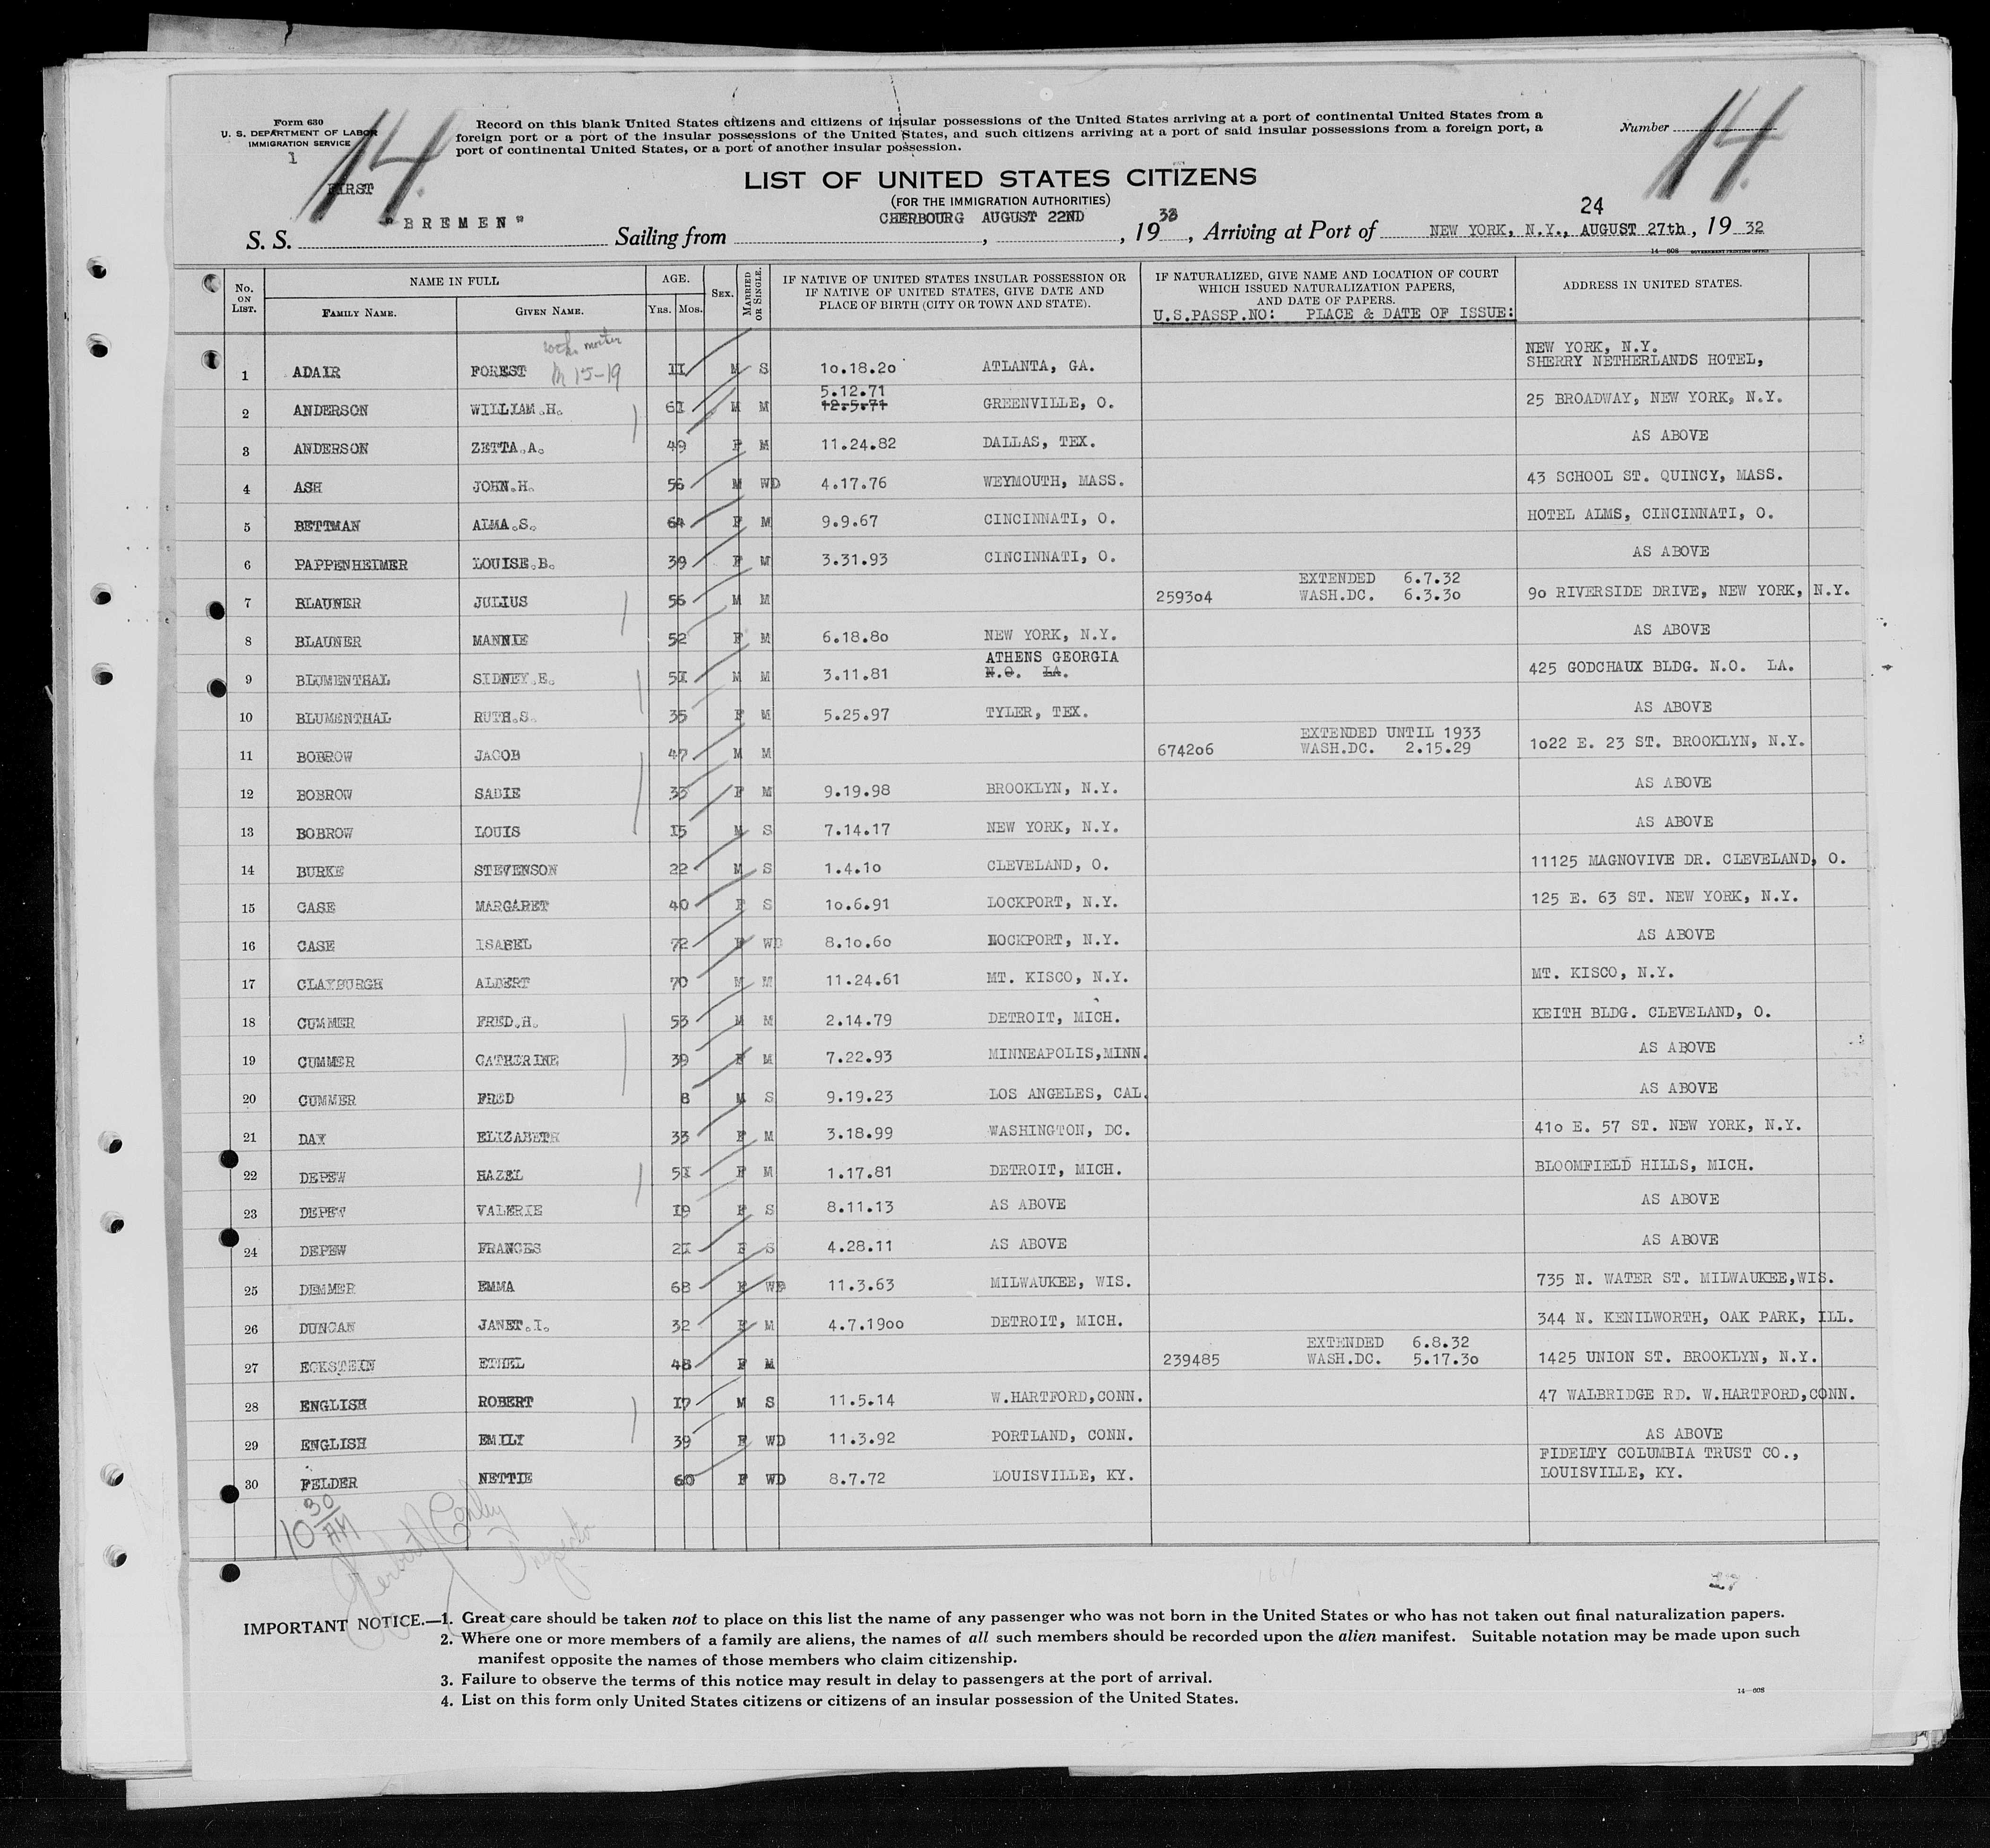 Form 630
U. S. DEPARTMENT OF LABOR
IMMIGRATION SERVICE
1
FIRST
14
Record on this blank United States citizens and citizens of insular possessions of the United States arriving at a port of continental United States from a
foreign port or a port of the insular possessions of the United States, and such citizens arriving at a port of said insular possessions from a foreign port, a
port of continental United States, or a port of another insular possession.
Number
14
LIST OF UNITED STATES CITIZENS
(FOR THE IMMIGRATION AUTHORITIES)
S. S. "BREMEN" Sailing from CHERBOURG AUGUST 22ND, 19, Arriving at Port of NEW YORK, N.Y., AUGUST 27th, 19 32
24
14—608 GOVERNMENT PRINTING OFFICE
No. ON LIST. NAME IN FULL AGE. SEX. MARRIED OR SINGLE. IF NATIVE OF UNITED STATES INSULAR POSSESSION OR IF NATIVE OF UNITED STATES, GIVE DATE AND PLACE OF BIRTH (CITY OR TOWN AND STATE). IF NATURALIZED, GIVE NAME AND LOCATION OF COURT WHICH ISSUED NATURALIZATION PAPERS, AND DATE OF PAPERS. ADDRESS IN UNITED STATES.
FAMILY NAME. GIVEN NAME. YRS. MOS. U.S.PASSP.NO: PLACE & DATE OF ISSUE:
M 15-19
NEW YORK, N.Y.
1 ADAIR FOREST 11 M S 10.18.20 ATLANTA, GA. SHERRY NETHERLANDS HOTEL,
5.12.71
2 ANDERSON WILLIAM.H. 61 M M 12.5.71 GREENVILLE, O. 25 BROADWAY, NEW YORK, N.Y.
3 ANDERSON ZETTA.A. 49 F M 11.24.82 DALLAS, TEX. AS ABOVE
4 ASH JOHN.H. 56 M WD 4.17.76 WEYMOUTH, MASS. 43 SCHOOL ST. QUINCY, MASS.
5 BETTMAN ALMA.S. 64 F M 9.9.67 CINCINNATI, O. HOTEL ALMS, CINCINNATI, O.
6 PAPPENHEIMER LOUISE.B. 39 F M 3.31.93 CINCINNATI, O. AS ABOVE
EXTENDED 6.7.32
7 BLAUNER JULIUS 56 M M 259304 WASH.DC. 6.3.30 90 RIVERSIDE DRIVE, NEW YORK, N.Y.
8 BLAUNER MANNIE 52 F M 6.18.80 NEW YORK, N.Y. AS ABOVE
ATHENS GEORGIA
9 BLUMENTHAL SIDNEY.E. 51 M M 3.11.81 N.O. LA. 425 GODCHAUX BLDG. N.O. LA.
10 BLUMENTHAL RUTH.S. 35 F M 5.25.97 TYLER, TEX. AS ABOVE
EXTENDED UNTIL 1933
11 BOBROW JACOB 47 M M 674206 WASH.DC. 2.15.29 1022 E. 23 ST. BROOKLYN, N.Y.
12 BOBROW SADIE 33 F M 9.19.98 BROOKLYN, N.Y. AS ABOVE
13 BOBROW LOUIS 15 M S 7.14.17 NEW YORK, N.Y. AS ABOVE
14 BURKE STEVENSON 22 M S 1.4.10 CLEVELAND, O. 11125 MAGNOVIVE DR. CLEVELAND, O.
15 CASE MARGARET 40 F S 10.6.91 LOCKPORT, N.Y. 125 E. 63 ST. NEW YORK, N.Y.
16 CASE ISABEL 72 F WD 8.10.60 LOCKPORT, N.Y. AS ABOVE
17 CLAYBURGH ALBERT 70 M M 11.24.61 MT. KISCO, N.Y. MT. KISCO, N.Y.
18 CUMMER FRED.H. 53 M M 2.14.79 DETROIT, MICH. KEITH BLDG. CLEVELAND, O.
19 CUMMER CATHERINE 39 F M 7.22.93 MINNEAPOLIS,MINN. AS ABOVE
20 CUMMER FRED 8 M S 9.19.23 LOS ANGELES, CAL. AS ABOVE
21 DAY ELIZABETH 33 F M 3.18.99 WASHINGTON, DC. 410 E. 57 ST. NEW YORK, N.Y.
22 DEPEW HAZEL 51 F M 1.17.81 DETROIT, MICH. BLOOMFIELD HILLS, MICH.
23 DEPEW VALERIE 19 F S 8.11.13 AS ABOVE AS ABOVE
24 DEPEW FRANCES 21 F S 4.28.11 AS ABOVE AS ABOVE
25 DEMMER EMMA 68 F WD 11.3.63 MILWAUKEE, WIS. 735 N. WATER ST. MILWAUKEE,WIS.
26 DUNCAN JANET.I. 32 F M 4.7.1900 DETROIT, MICH. 344 N. KENILWORTH, OAK PARK, ILL.
EXTENDED 6.8.32
27 ECKSTEIN ETHEL 48 F M 239485 WASH.DC. 5.17.30 1425 UNION ST. BROOKLYN, N.Y.
28 ENGLISH ROBERT 17 M S 11.5.14 W.HARTFORD,CONN. 47 WALBRIDGE RD. W.HARTFORD,CONN.
29 ENGLISH EMILY 39 F WD 11.3.92 PORTLAND, CONN. AS ABOVE
FIDELTY COLUMBIA TRUST CO.,
30 FELDER NETTIE 60 F WD 8.7.72 LOUISVILLE, KY. LOUISVILLE, KY.
10 30 AM
Inspector
IMPORTANT NOTICE.—1. Great care should be taken not to place on this list the name of any passenger who was not born in the United States or who has not taken out final naturalization papers.
2. Where one or more members of a family are aliens, the names of all such members should be recorded upon the alien manifest. Suitable notation may be made upon such
manifest opposite the names of those members who claim citizenship.
3. Failure to observe the terms of this notice may result in delay to passengers at the port of arrival.
4. List on this form only United States citizens or citizens of an insular possession of the United States.
14—608